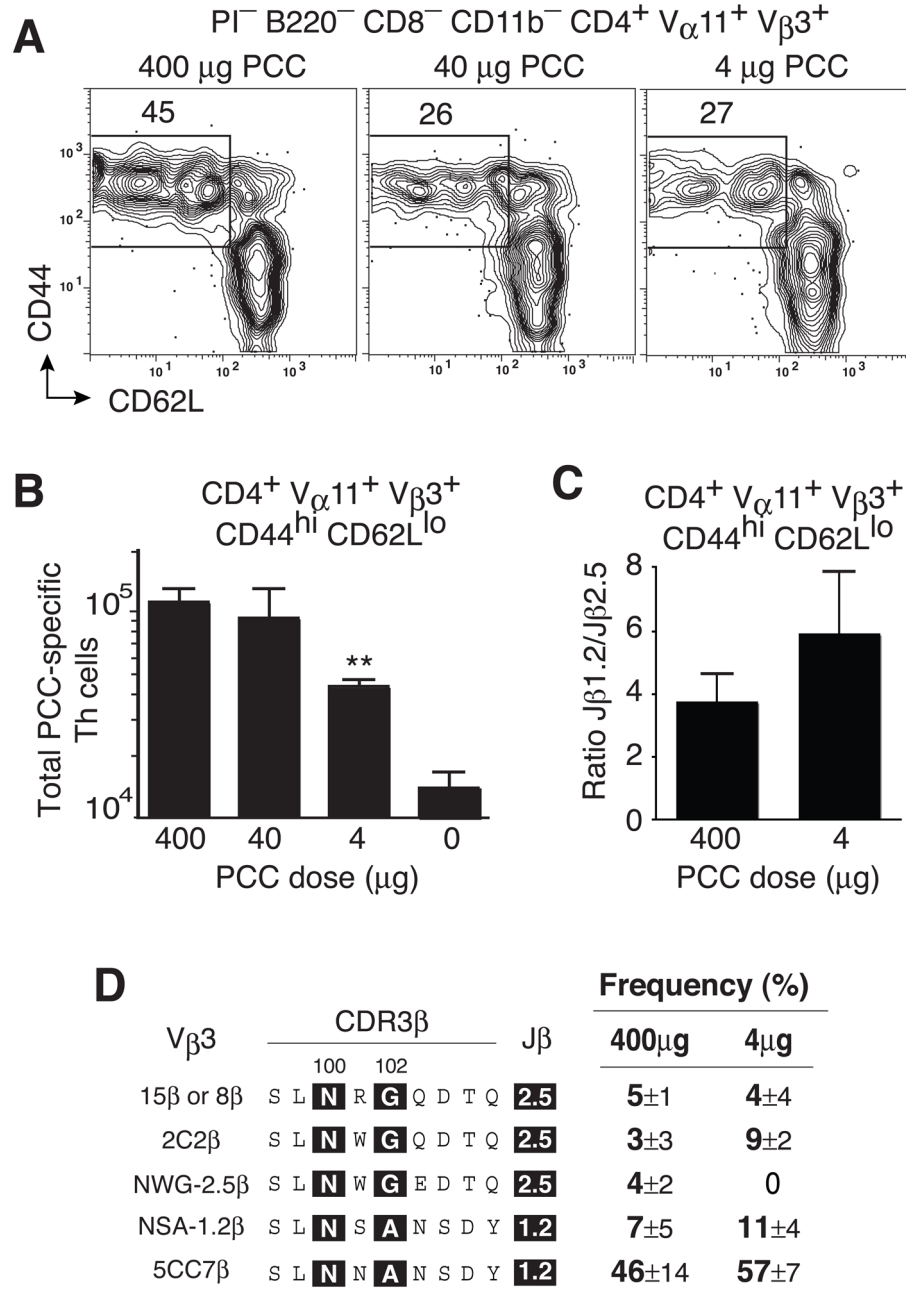 A
PI– B220– CD8– CD11b– CD4+ Vα11+ Vβ3+
400 μg PCC 40 μg PCC 4 μg PCC
45 26 27
10³
10²
10¹
CD44
10¹ 10² 10³ 10¹ 10² 10³ 10¹ 10² 10³
CD62L
B
CD4+ Vα11+ Vβ3+
CD44hi CD62Llo
Total PCC-specific
Th cells
10⁵
10⁴
**
400 40 4 0
PCC dose (μg)
C
CD4+ Vα11+ Vβ3+
CD44hi CD62Llo
Ratio Jβ1.2/Jβ2.5
8
6
4
2
0
400 4
PCC dose (μg)
D
Frequency (%)
Vβ3 CDR3β Jβ 400μg 4μg
100 102
15β or 8β S L N R G Q D T Q 2.5 5±1 4±4
2C2β S L N W G Q D T Q 2.5 3±3 9±2
NWG-2.5β S L N W G E D T Q 2.5 4±2 0
NSA-1.2β S L N S A N S D Y 1.2 7±5 11±4
5CC7β S L N N A N S D Y 1.2 46±14 57±7